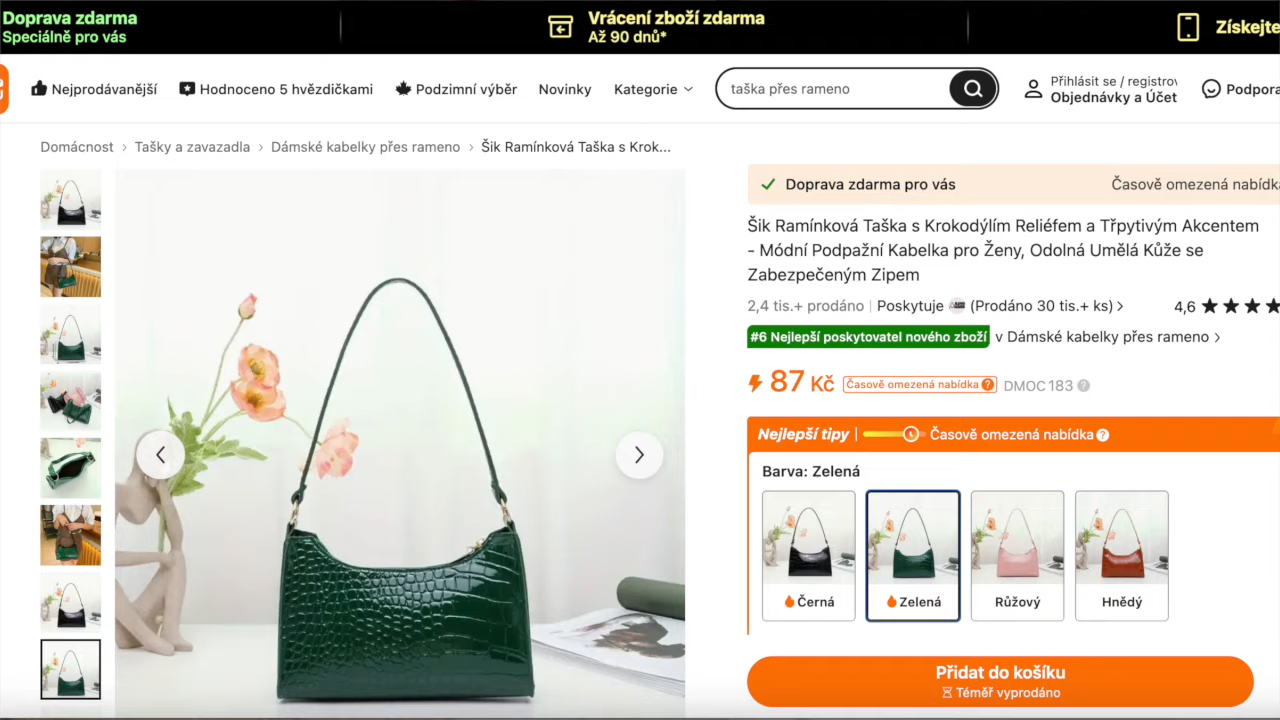 Doprava zdarma
Speciálně pro vás
Vrácení zboží zdarma
Až 90 dnů*
Získejte
Nejprodávanější
Hodnoceno 5 hvězdičkami
Podzimní výběr
Novinky
Kategorie
taška přes rameno
Přihlásit se / registrov
Objednávky a Účet
Podpora
Domácnost › Tašky a zavazadla › Dámské kabelky přes rameno › Šik Ramínková Taška s Krok...
Doprava zdarma pro vás
Časově omezená nabídka
Šik Ramínková Taška s Krokodýlím Reliéfem a Třpytivým Akcentem
- Módní Podpažní Kabelka pro Ženy, Odolná Umělá Kůže se
Zabezpečeným Zipem
2,4 tis.+ prodáno | Poskytuje (Prodáno 30 tis.+ ks) › 4,6
#6 Nejlepší poskytovatel nového zboží v Dámské kabelky přes rameno ›
87 Kč Časově omezená nabídka ? DMOC 183 ?
Nejlepší tipy | Časově omezená nabídka ?
Barva: Zelená
Černá
Zelená
Růžový
Hnědý
Přidat do košíku
Téměř vyprodáno